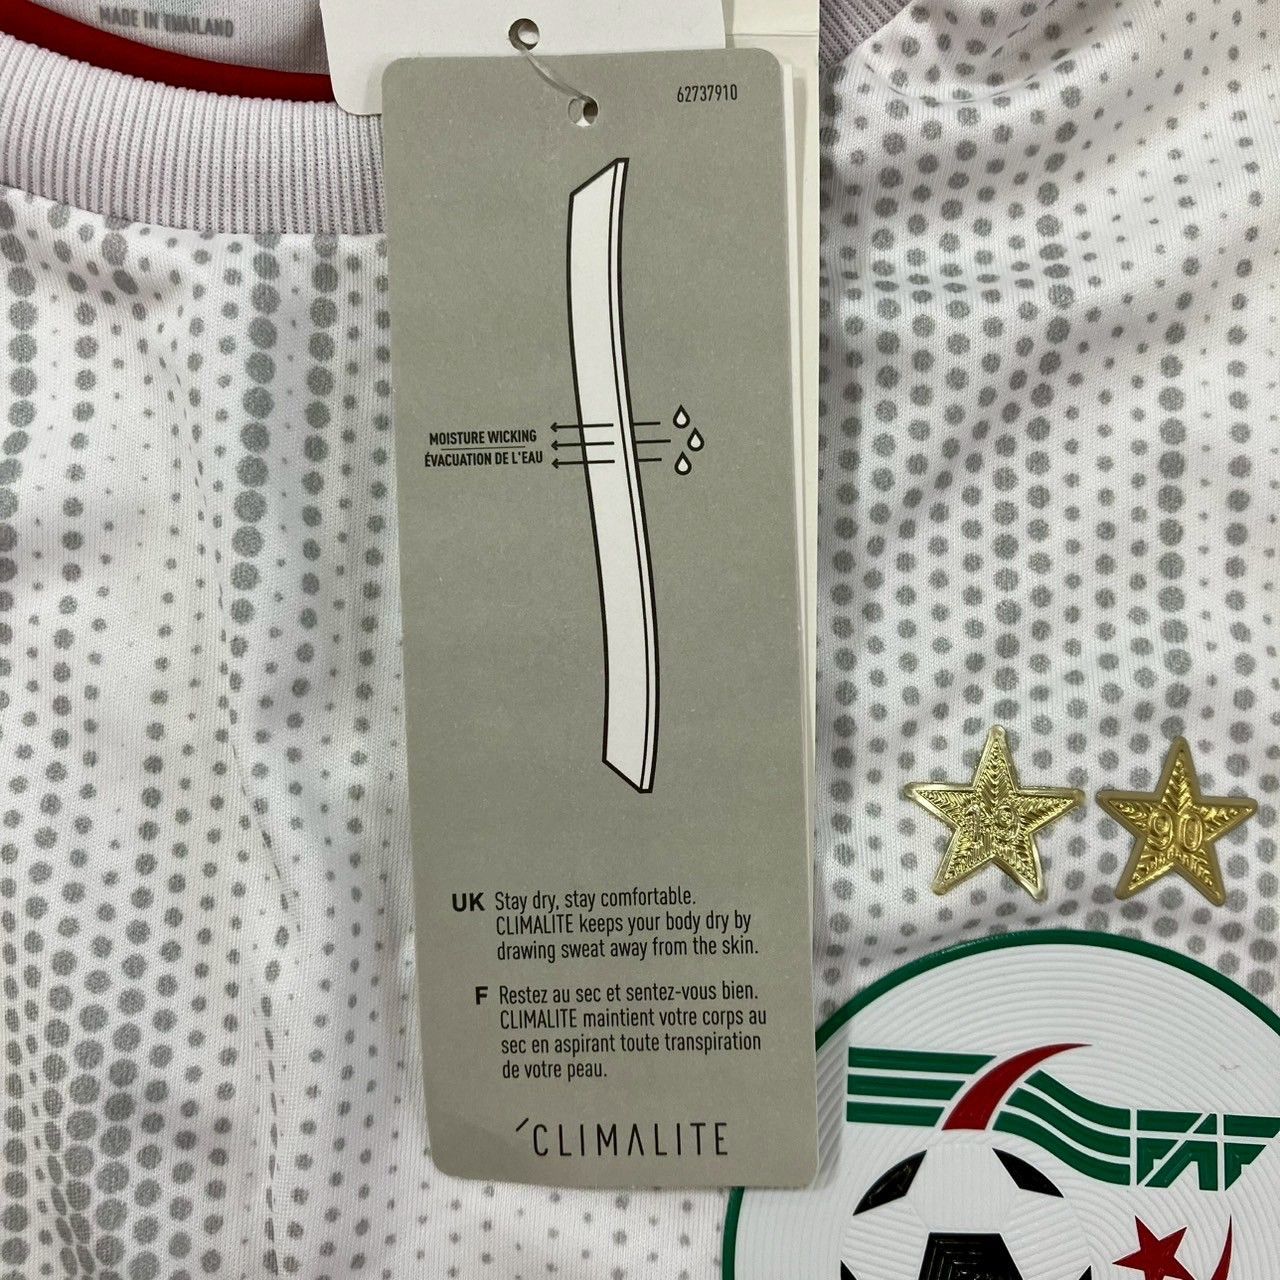 MADE IN THAILAND
62737910
MOISTURE WICKING
ÉVACUATION DE L'EAU
UK Stay dry, stay comfortable.
CLIMALITE keeps your body dry by
drawing sweat away from the skin.
F Restez au sec et sentez-vous bien.
CLIMALITE maintient votre corps au
sec en aspirant toute transpiration
de votre peau.
CLIMALITE
19
90
FAF